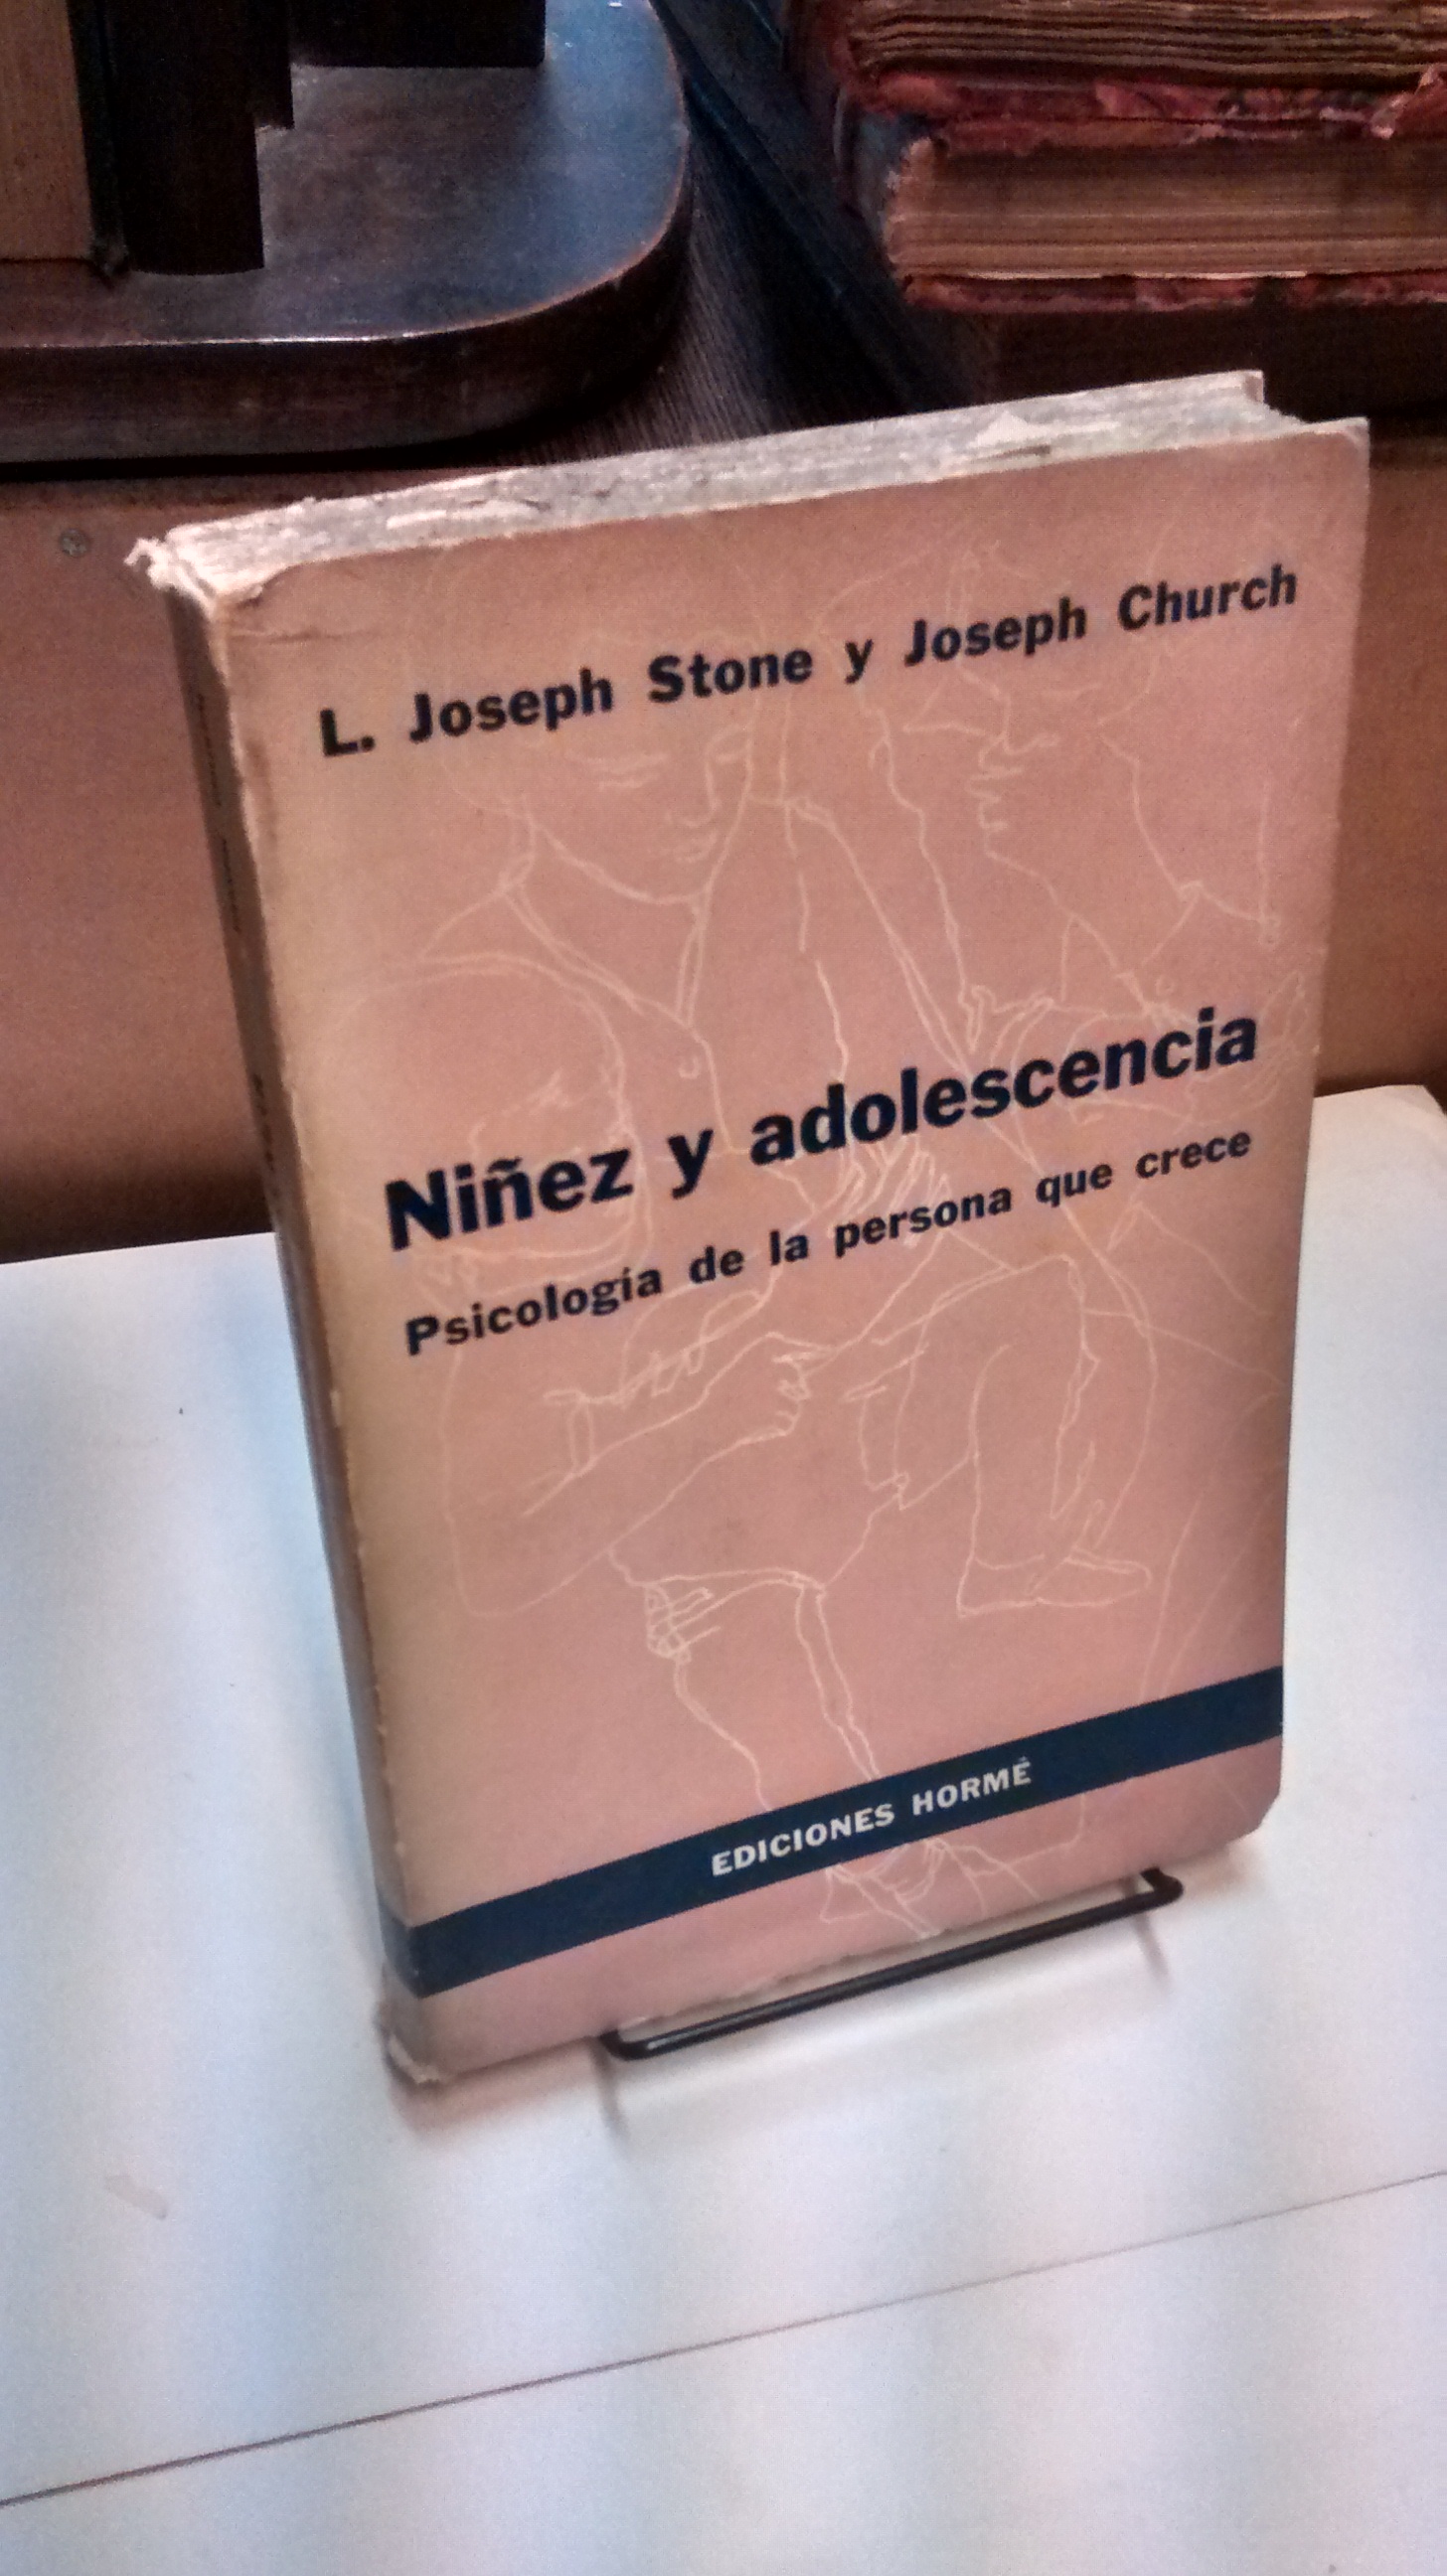 L. Joseph Stone y Joseph Church
Niñez y adolescencia
Psicología de la persona que crece
EDICIONES HORMÉ